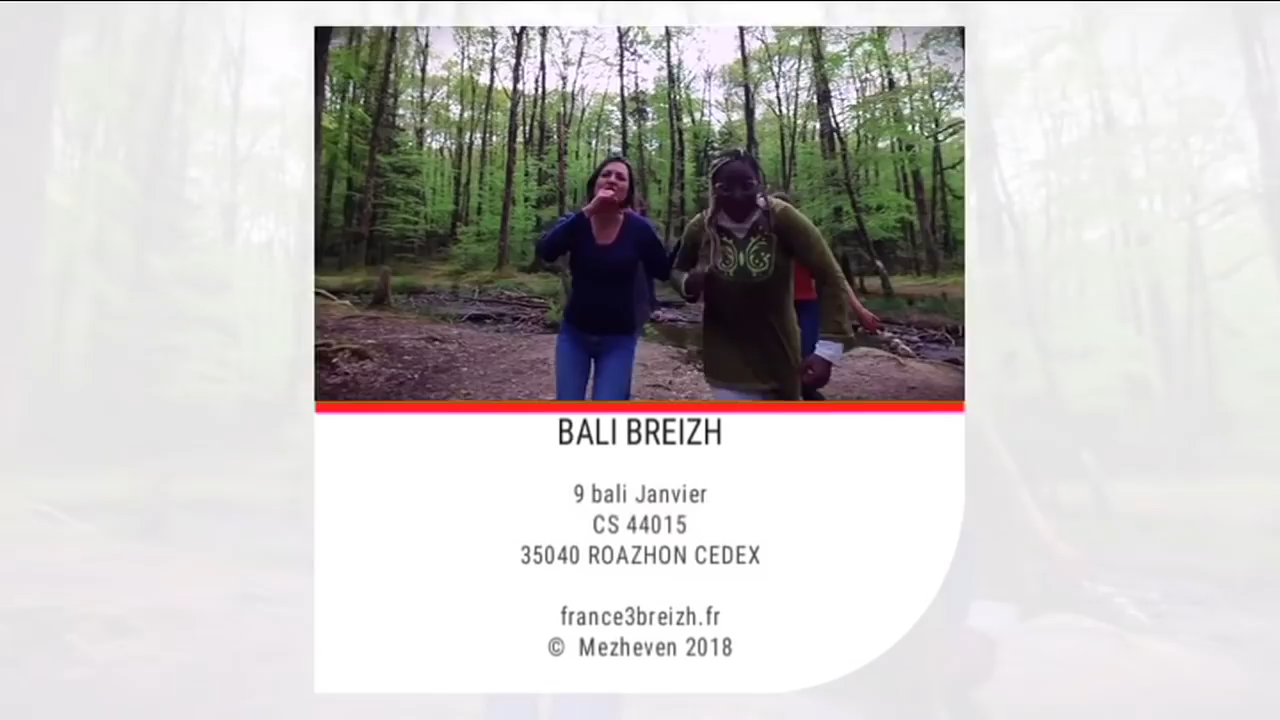 BALI BREIZH
9 bali Janvier
CS 44015
35040 ROAZHON CEDEX
france3breizh.fr
© Mezheven 2018